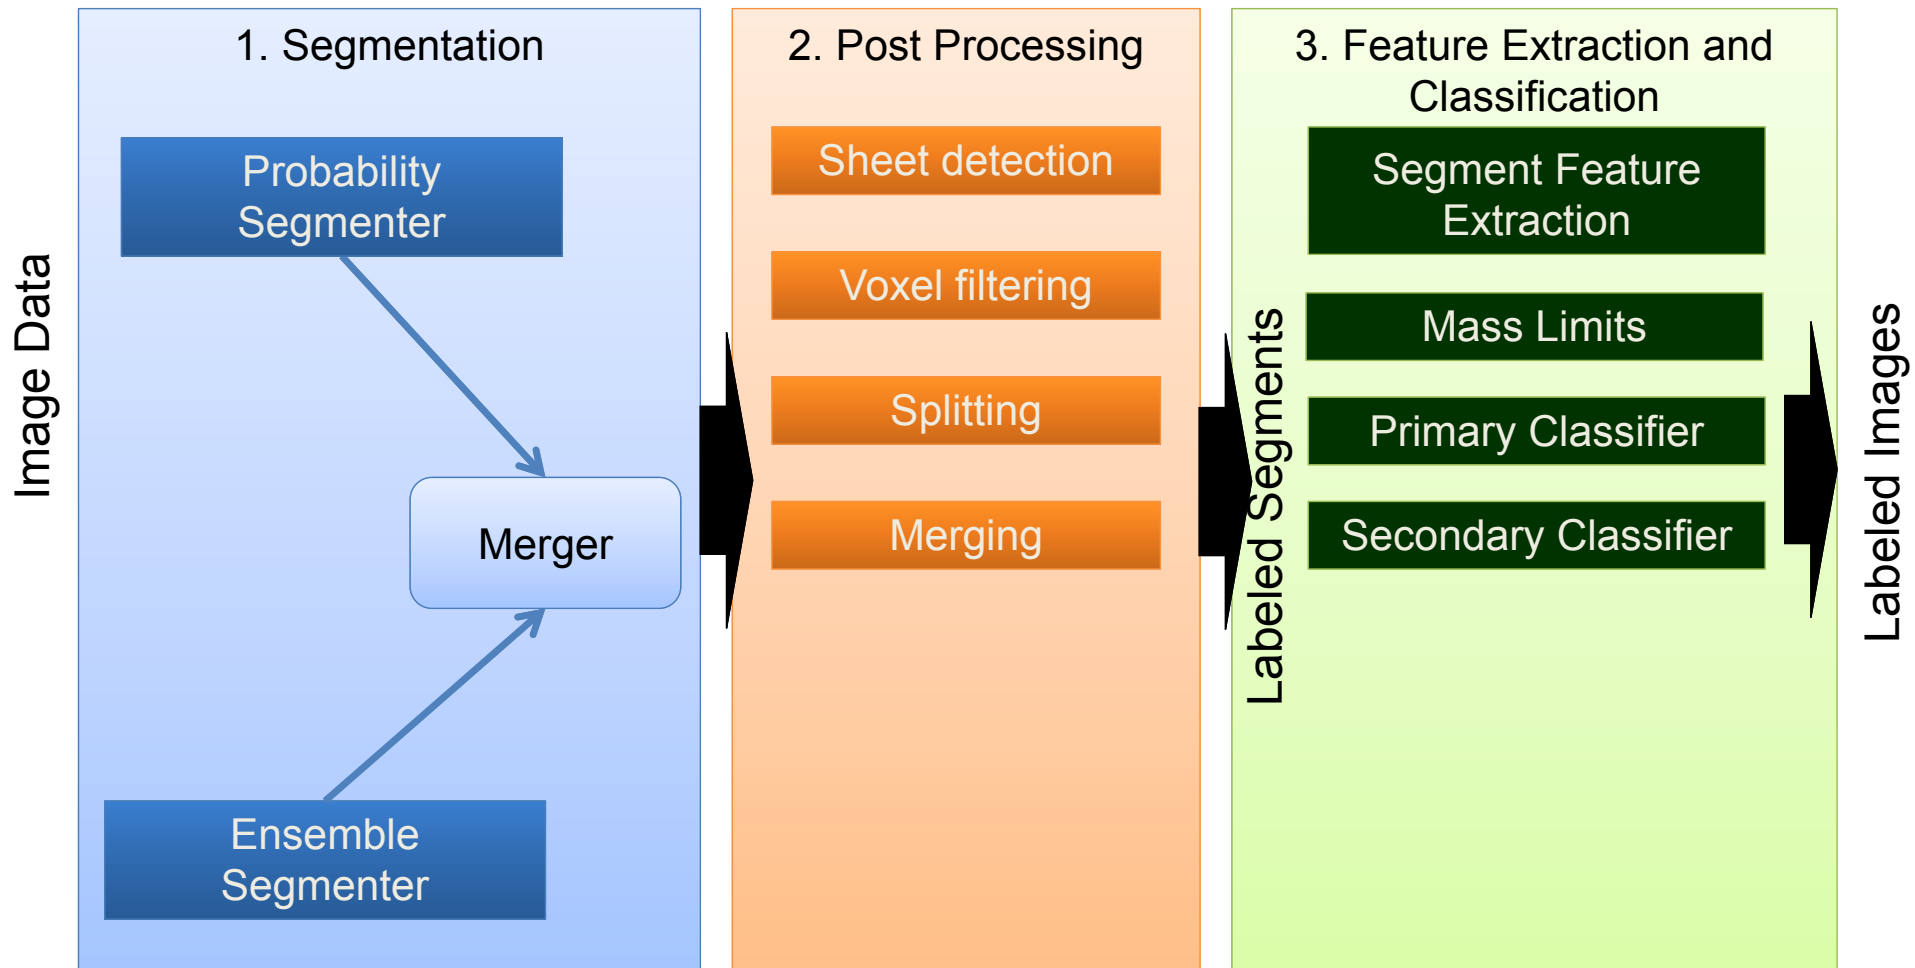 Image Data
1. Segmentation
Probability
Segmenter
Merger
Ensemble
Segmenter
2. Post Processing
Sheet detection
Voxel filtering
Splitting
Merging
Labeled Segments
3. Feature Extraction and
Classification
Segment Feature
Extraction
Mass Limits
Primary Classifier
Secondary Classifier
Labeled Images